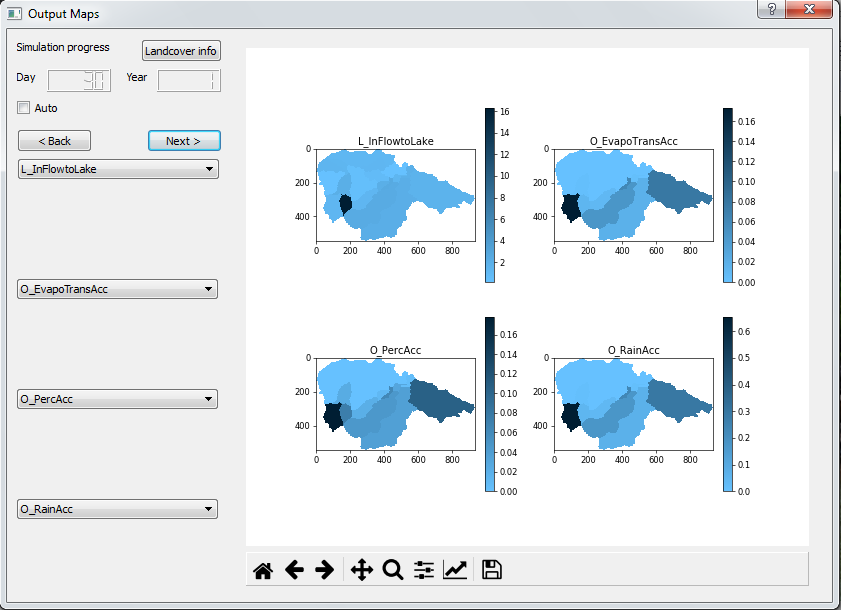 Output Maps
?
Simulation progress
Landcover info
Day 30 Year 1
Auto
< Back
Next >
L_InFlowtoLake
O_EvapoTransAcc
O_PercAcc
O_RainAcc
L_InFlowtoLake
0
200
400
0 200 400 600 800
16
14
12
10
8
6
4
2
O_EvapoTransAcc
0
200
400
0 200 400 600 800
0.16
0.14
0.12
0.10
0.08
0.06
0.04
0.02
0.00
O_PercAcc
0
200
400
0 200 400 600 800
0.16
0.14
0.12
0.10
0.08
0.06
0.04
0.02
0.00
O_RainAcc
0
200
400
0 200 400 600 800
0.6
0.5
0.4
0.3
0.2
0.1
0.0